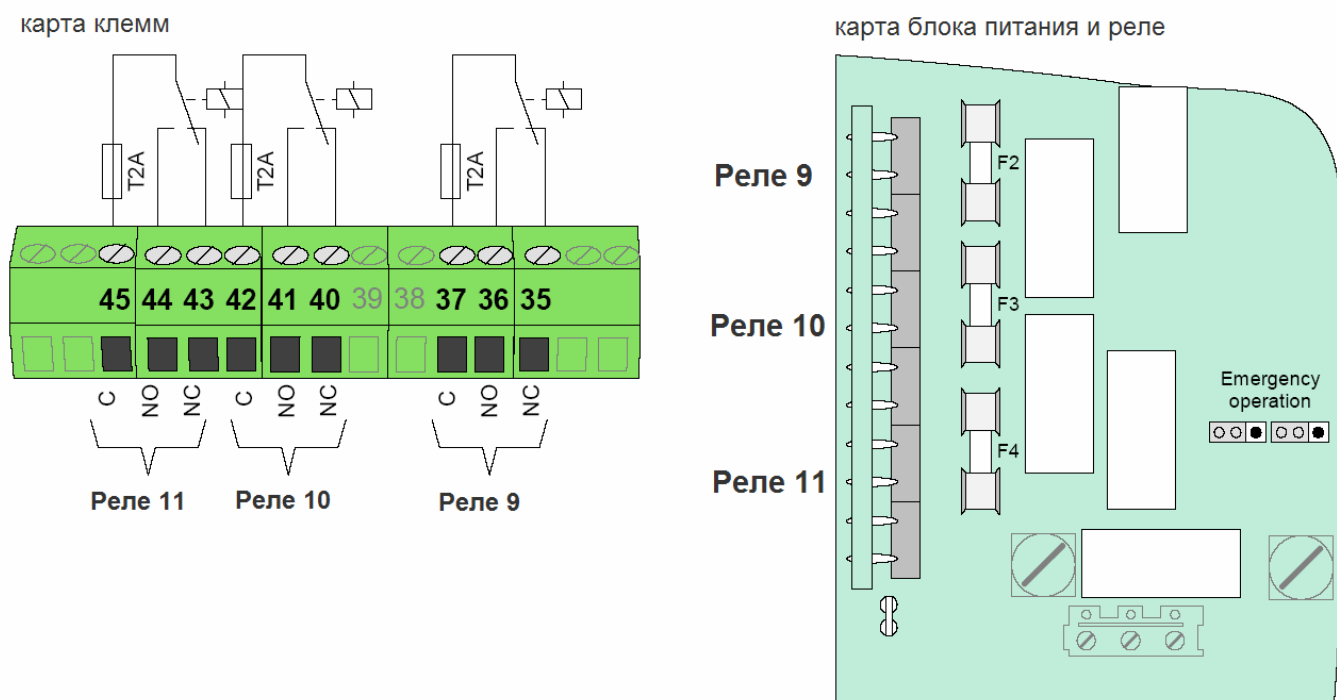 карта клемм
T2A
T2A
T2A
45 44 43 42 41 40 39 38 37 36 35
C NO NC C NO NC C NO NC
Реле 11 Реле 10 Реле 9
карта блока питания и реле
Реле 9
F2
Реле 10
F3
Реле 11
F4
Emergency
operation